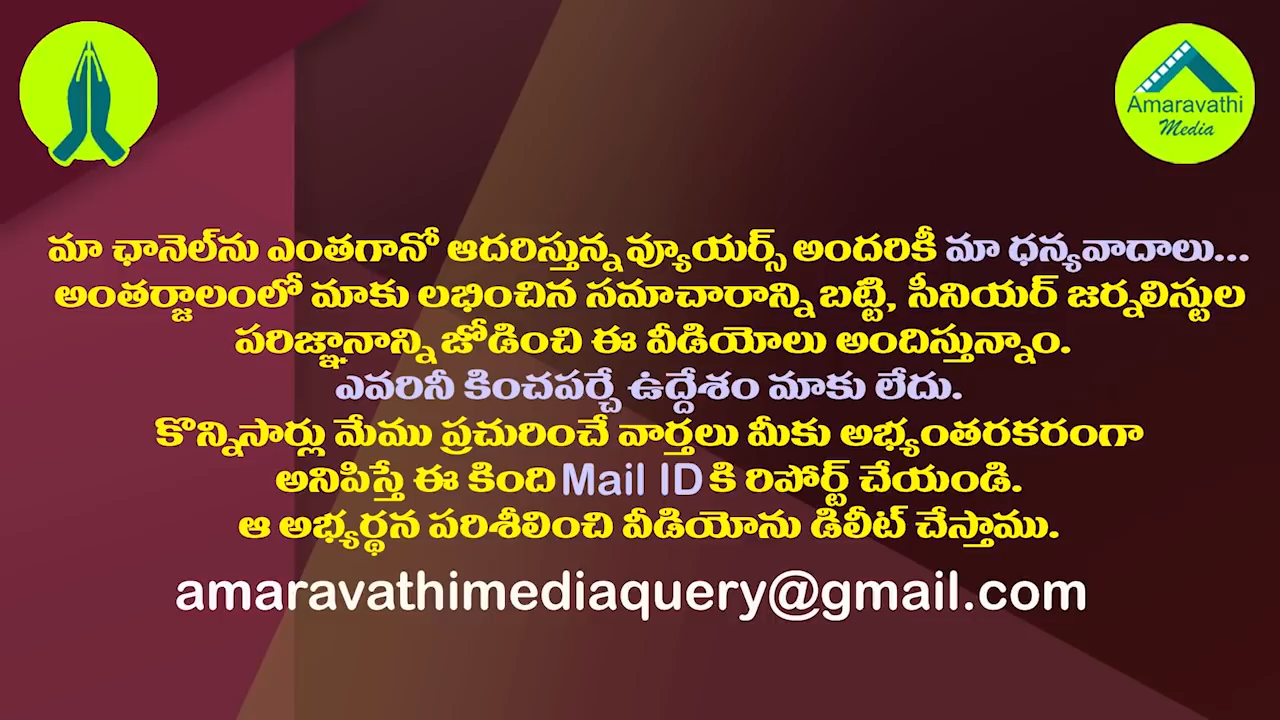 Amaravathi
Media
మా ఛానెల్‌ను ఎంతగానో ఆదరిస్తున్న వ్యూయర్స్ అందరికీ మా ధన్యవాదాలు...
అంతర్జాలంలో మాకు లభించిన సమాచారాన్ని బట్టి, సీనియర్ జర్నలిస్టుల
పరిజ్ఞానాన్ని జోడించి ఈ వీడియోలు అందిస్తున్నాం.
ఎవరినీ కించపర్చే ఉద్దేశం మాకు లేదు.
కొన్నిసార్లు మేము ప్రచురించే వార్తలు మీకు అభ్యంతరకరంగా
అనిపిస్తే ఈ కింది Mail ID కి రిపోర్ట్ చేయండి.
ఆ అభ్యర్థన పరిశీలించి వీడియోను డిలీట్ చేస్తాము.
amaravathimediaquery@gmail.com